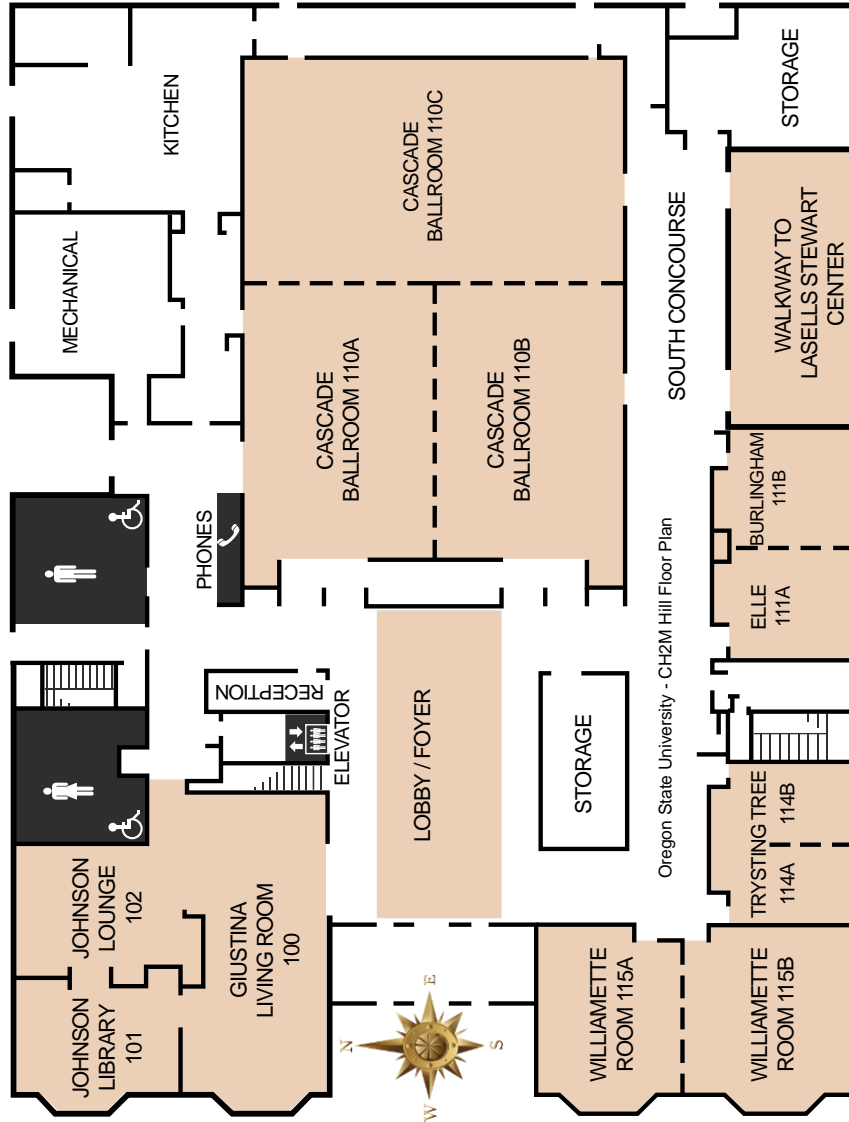 JOHNSON
LIBRARY
101
JOHNSON
LOUNGE
102
MECHANICAL
KITCHEN
PHONES
GIUSTINA
LIVING ROOM
100
RECEPTION
ELEVATOR
CASCADE
BALLROOM 110A
CASCADE
BALLROOM 110C
N
W
E
S
LOBBY / FOYER
CASCADE
BALLROOM 110B
STORAGE
WILLIAMETTE
ROOM 115A
Oregon State University - CH2M Hill Floor Plan
SOUTH CONCOURSE
WILLIAMETTE
ROOM 115B
TRYSTING TREE
114A
114B
ELLE
111A
BURLINGHAM
111B
WALKWAY TO
LASELLS STEWART
CENTER
STORAGE